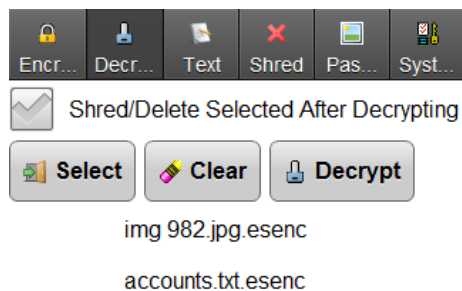 Encr... Decr... Text Shred Pas... Syst...
Shred/Delete Selected After Decrypting
Select Clear Decrypt
img 982.jpg.esenc
accounts.txt.esenc